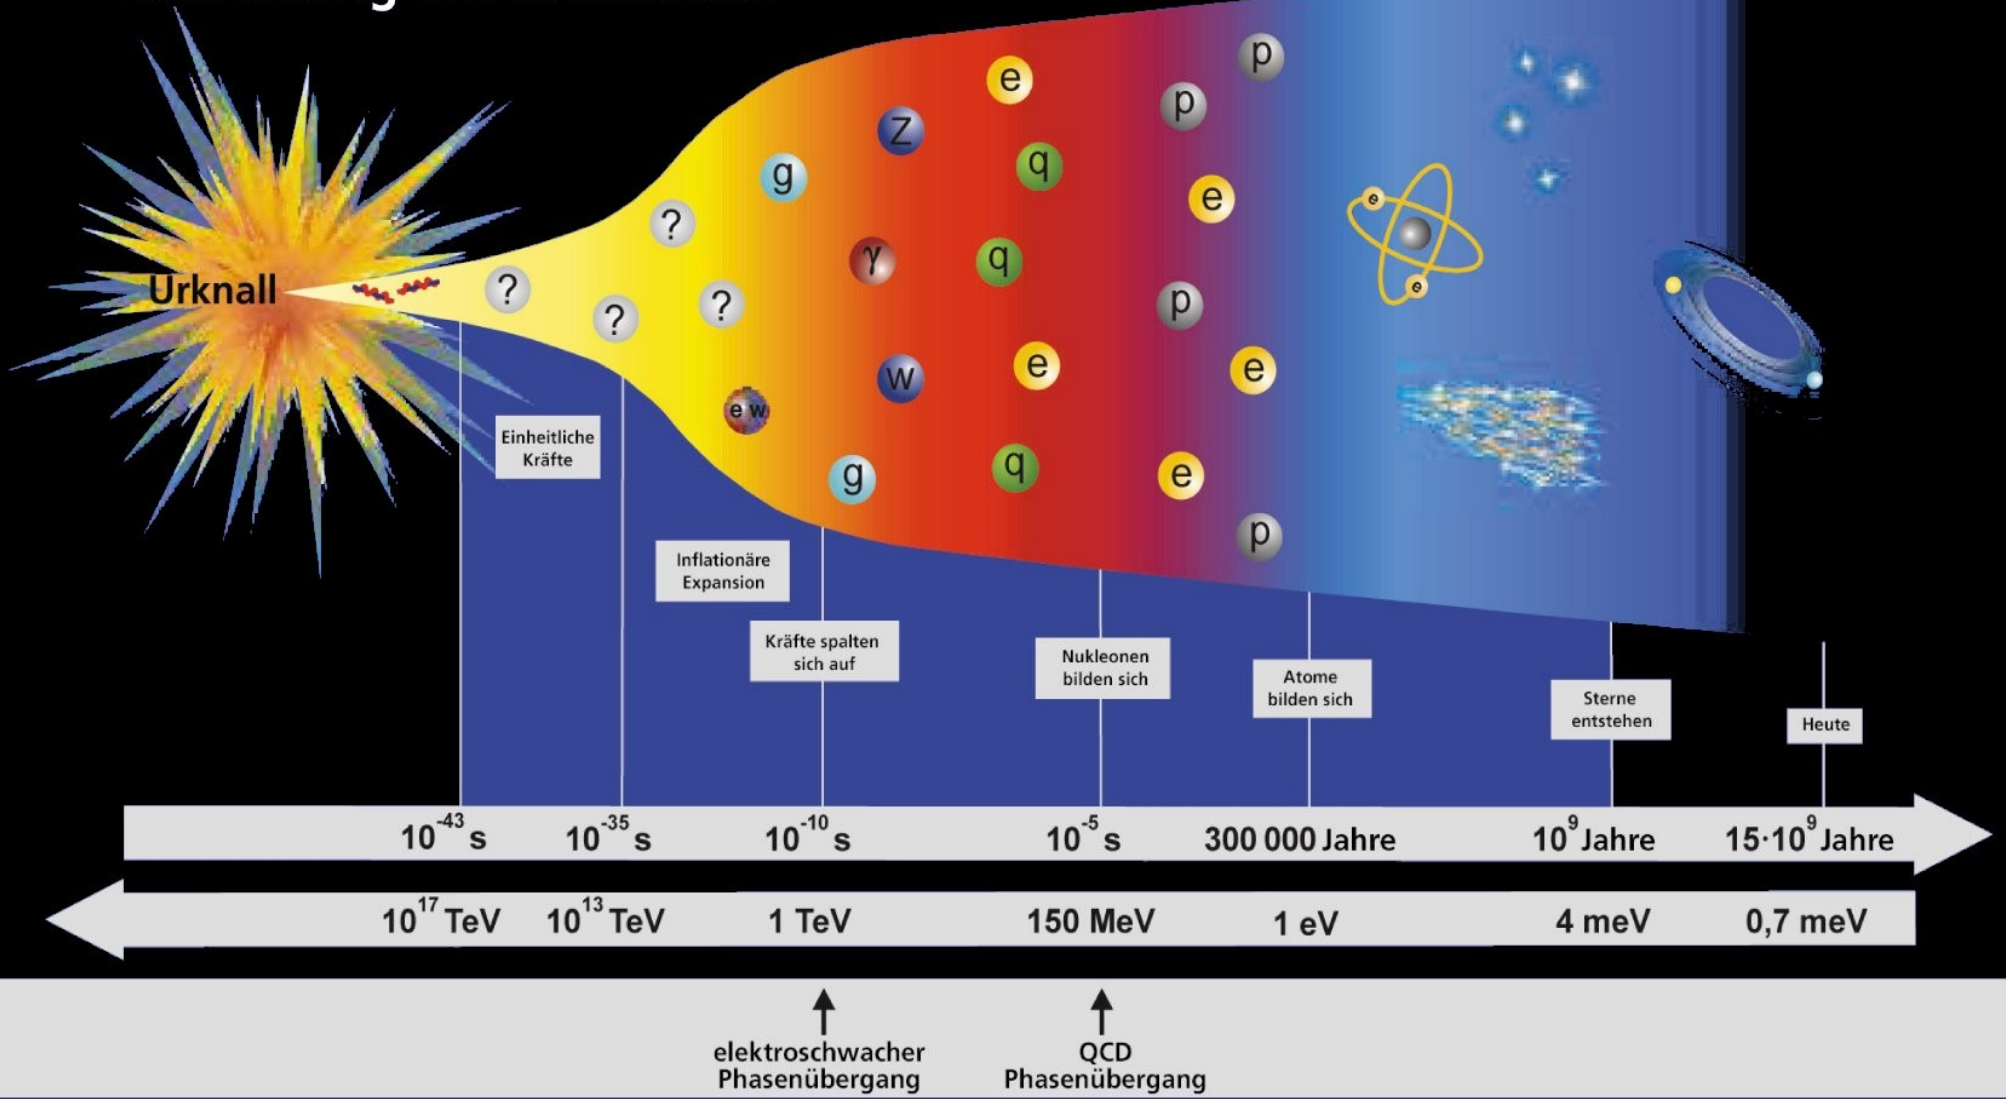 Urknall
?
?
?
?
e w
g
g
Z
γ
W
e
q
q
e
q
p
p
e
p
e
e
p
e
e
Einheitliche
Kräfte
Inflationäre
Expansion
Kräfte spalten
sich auf
Nukleonen
bilden sich
Atome
bilden sich
Sterne
entstehen
Heute
10⁻⁴³ s 10⁻³⁵ s 10⁻¹⁰ s 10⁻⁵ s 300 000 Jahre 10⁹ Jahre 15·10⁹ Jahre
10¹⁷ TeV 10¹³ TeV 1 TeV 150 MeV 1 eV 4 meV 0,7 meV
elektroschwacher
Phasenübergang
QCD
Phasenübergang